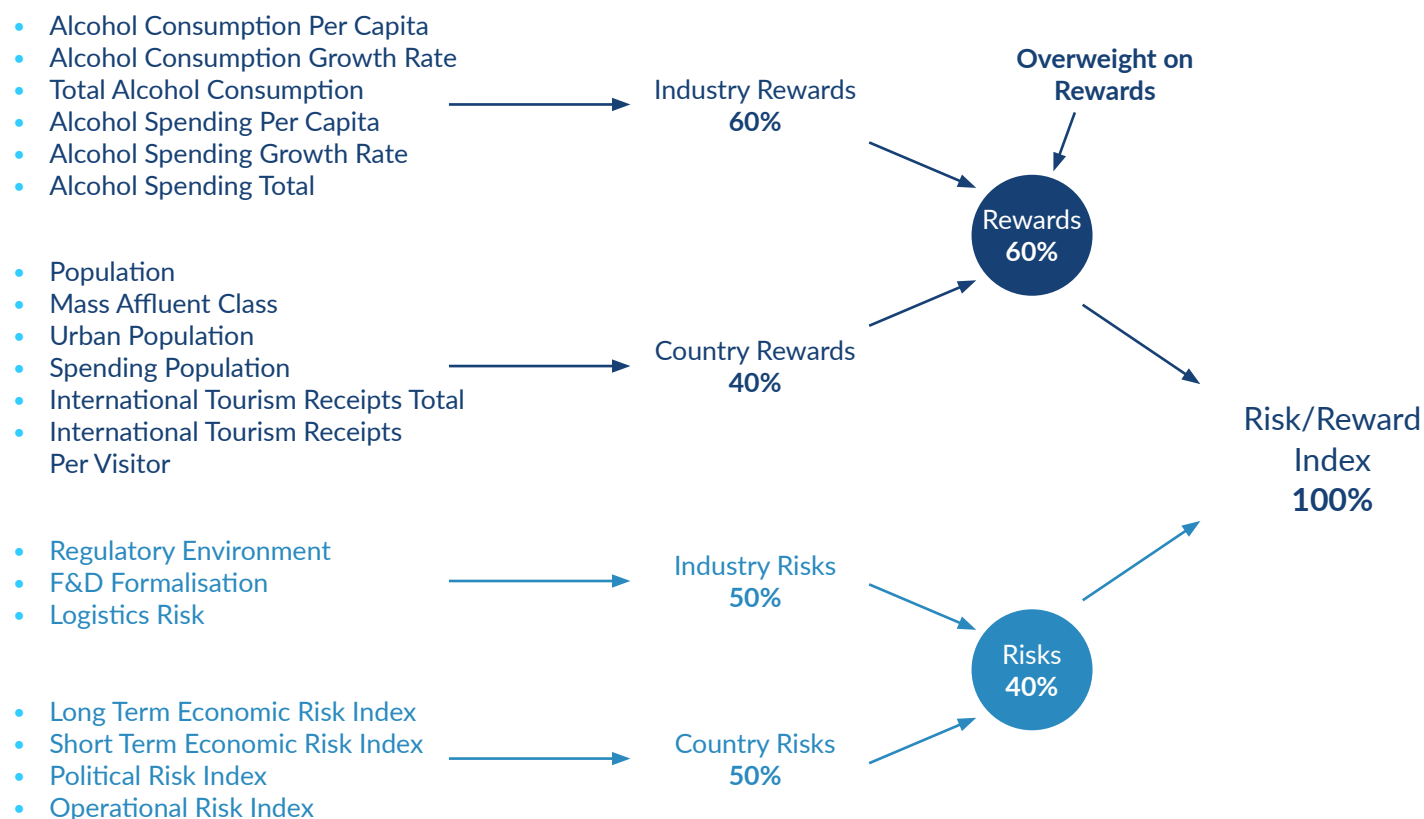 Alcohol Consumption Per Capita
Alcohol Consumption Growth Rate
Total Alcohol Consumption
Alcohol Spending Per Capita
Alcohol Spending Growth Rate
Alcohol Spending Total
Industry Rewards
60%
Overweight on
Rewards
Rewards
60%
Population
Mass Affluent Class
Urban Population
Spending Population
International Tourism Receipts Total
International Tourism Receipts
Per Visitor
Country Rewards
40%
Risk/Reward
Index
100%
Regulatory Environment
F&D Formalisation
Logistics Risk
Industry Risks
50%
Risks
40%
Long Term Economic Risk Index
Short Term Economic Risk Index
Political Risk Index
Operational Risk Index
Country Risks
50%